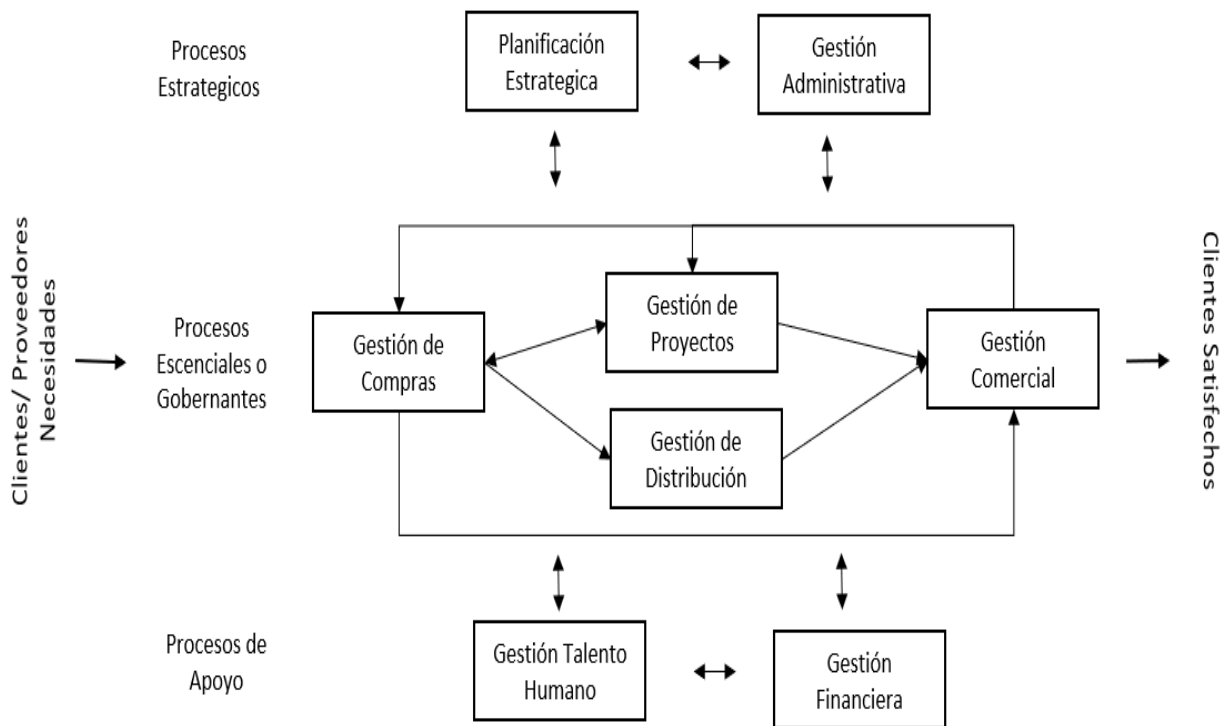 Procesos
Estrategicos
Planificación
Estrategica
Gestión
Administrativa
Clientes/ Proveedores
Necesidades
Procesos
Escenciales o
Gobernantes
Gestión de
Compras
Gestión de
Proyectos
Gestión de
Distribución
Gestión
Comercial
Clientes Satisfechos
Procesos de
Apoyo
Gestión Talento
Humano
Gestión
Financiera